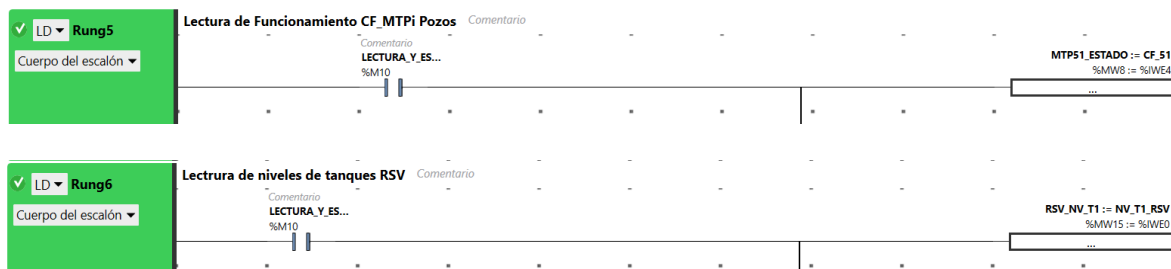 Lectura de Funcionamiento CF_MTPi Pozos Comentario
LD Rung5
Cuerpo del escalón
Comentario
LECTURA_Y_ES...
%M10
MTP51_ESTADO := CF_51
%MW8 := %IWE4
...
Lectrura de niveles de tanques RSV Comentario
LD Rung6
Cuerpo del escalón
Comentario
LECTURA_Y_ES...
%M10
RSV_NV_T1 := NV_T1_RSV
%MW15 := %IWE0
...